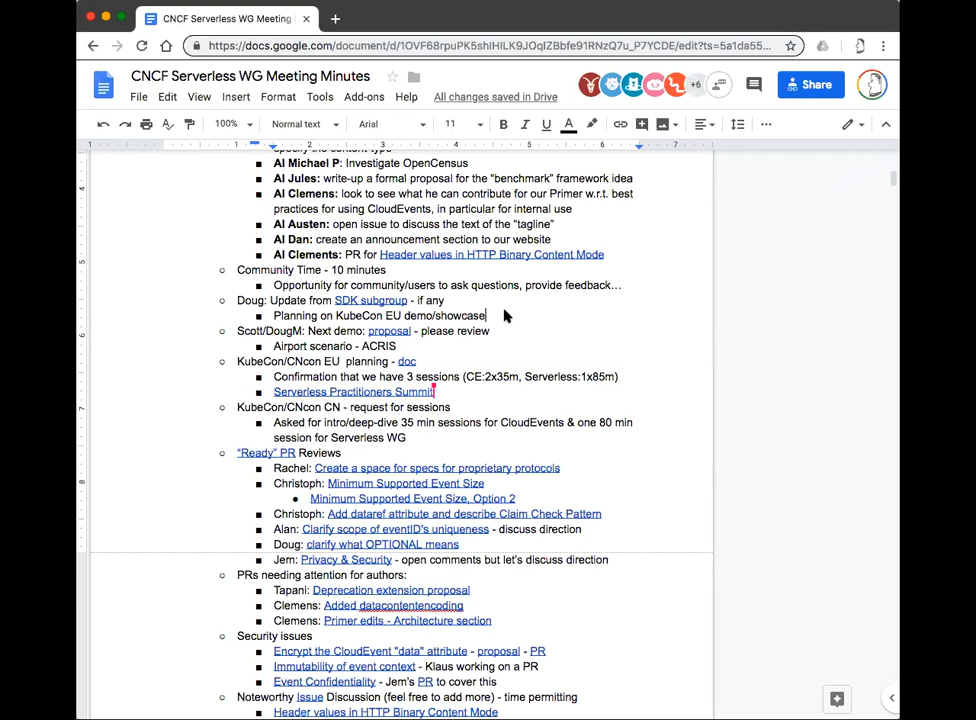 CNCF Serverless WG Meeting
https://docs.google.com/document/d/1OVF68rpuPK5shIHILK9JOqIZBbfe91RNzQ7u_P7YCDE/edit?ts=5a1da55...
CNCF Serverless WG Meeting Minutes
+6
Share
File Edit View Insert Format Tools Add-ons Help All changes saved in Drive
100% Normal text Arial 11 B I U A
1 1 2 3 4 5 6 7
AI Michael P: Investigate OpenCensus
AI Jules: write-up a formal proposal for the "benchmark" framework idea
AI Clemens: look to see what he can contribute for our Primer w.r.t. best
practices for using CloudEvents, in particular for internal use
AI Austen: open issue to discuss the text of the "tagline"
AI Dan: create an announcement section to our website
AI Clements: PR for Header values in HTTP Binary Content Mode
Community Time - 10 minutes
Opportunity for community/users to ask questions, provide feedback…
Doug: Update from SDK subgroup - if any
Planning on KubeCon EU demo/showcase
Scott/DougM: Next demo: proposal - please review
Airport scenario - ACRIS
KubeCon/CNcon EU planning - doc
Confirmation that we have 3 sessions (CE:2x35m, Serverless:1x85m)
Serverless Practitioners Summit
KubeCon/CNcon CN - request for sessions
Asked for intro/deep-dive 35 min sessions for CloudEvents & one 80 min
session for Serverless WG
"Ready" PR Reviews
Rachel: Create a space for specs for proprietary protocols
Christoph: Minimum Supported Event Size
Minimum Supported Event Size, Option 2
Christoph: Add dataref attribute and describe Claim Check Pattern
Alan: Clarify scope of eventID's uniqueness - discuss direction
Doug: clarify what OPTIONAL means
Jem: Privacy & Security - open comments but let's discuss direction
PRs needing attention for authors:
Tapani: Deprecation extension proposal
Clemens: Added datacontentencoding
Clemens: Primer edits - Architecture section
Security issues
Encrypt the CloudEvent "data" attribute - proposal - PR
Immutability of event context - Klaus working on a PR
Event Confidentiality - Jem's PR to cover this
Noteworthy Issue Discussion (feel free to add more) - time permitting
Header values in HTTP Binary Content Mode